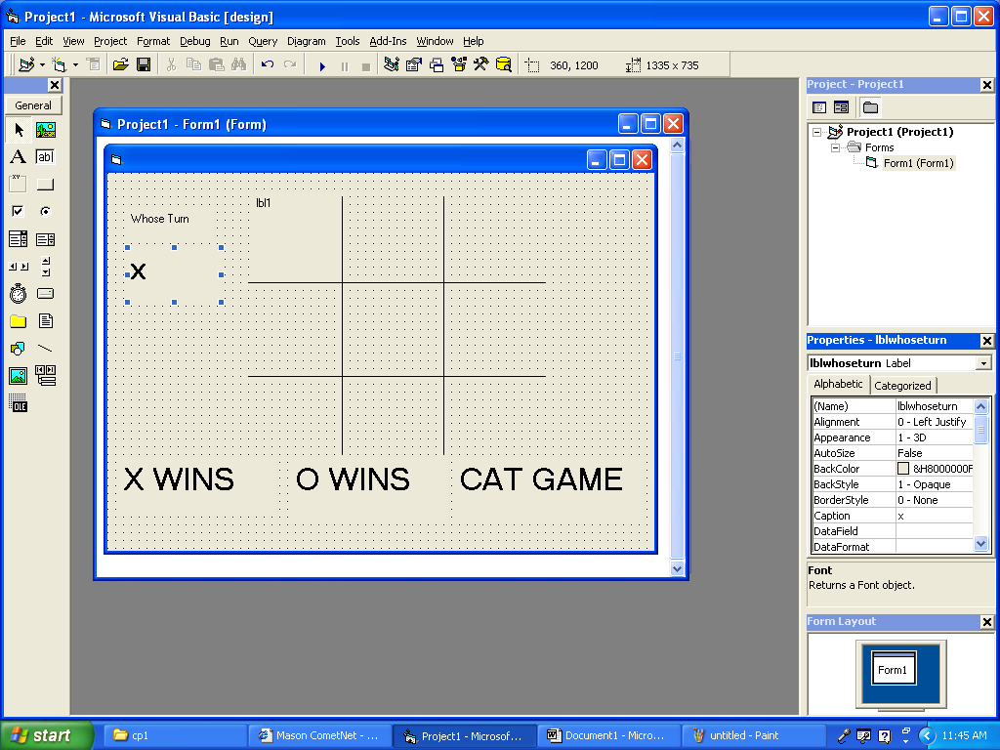 Project1 - Microsoft Visual Basic [design]
File Edit View Project Format Debug Run Query Diagram Tools Add-Ins Window Help
360, 1200 1335 x 735
General
A ab|
xy
OLE
Project1 - Form1 (Form)
Whose Turn
lbl1
x
X WINS O WINS CAT GAME
Project - Project1
Project1 (Project1)
Forms
Form1 (Form1)
Properties - lblwhoseturn
lblwhoseturn Label
Alphabetic Categorized
(Name) lblwhoseturn
Alignment 0 - Left Justify
Appearance 1 - 3D
AutoSize False
BackColor &H8000000F
BackStyle 1 - Opaque
BorderStyle 0 - None
Caption x
DataField
DataFormat
Font
Returns a Font object.
Form Layout
Form1
start cp1 Mason CometNet - ... Project1 - Microsof... Document1 - Micro... untitled - Paint 11:45 AM